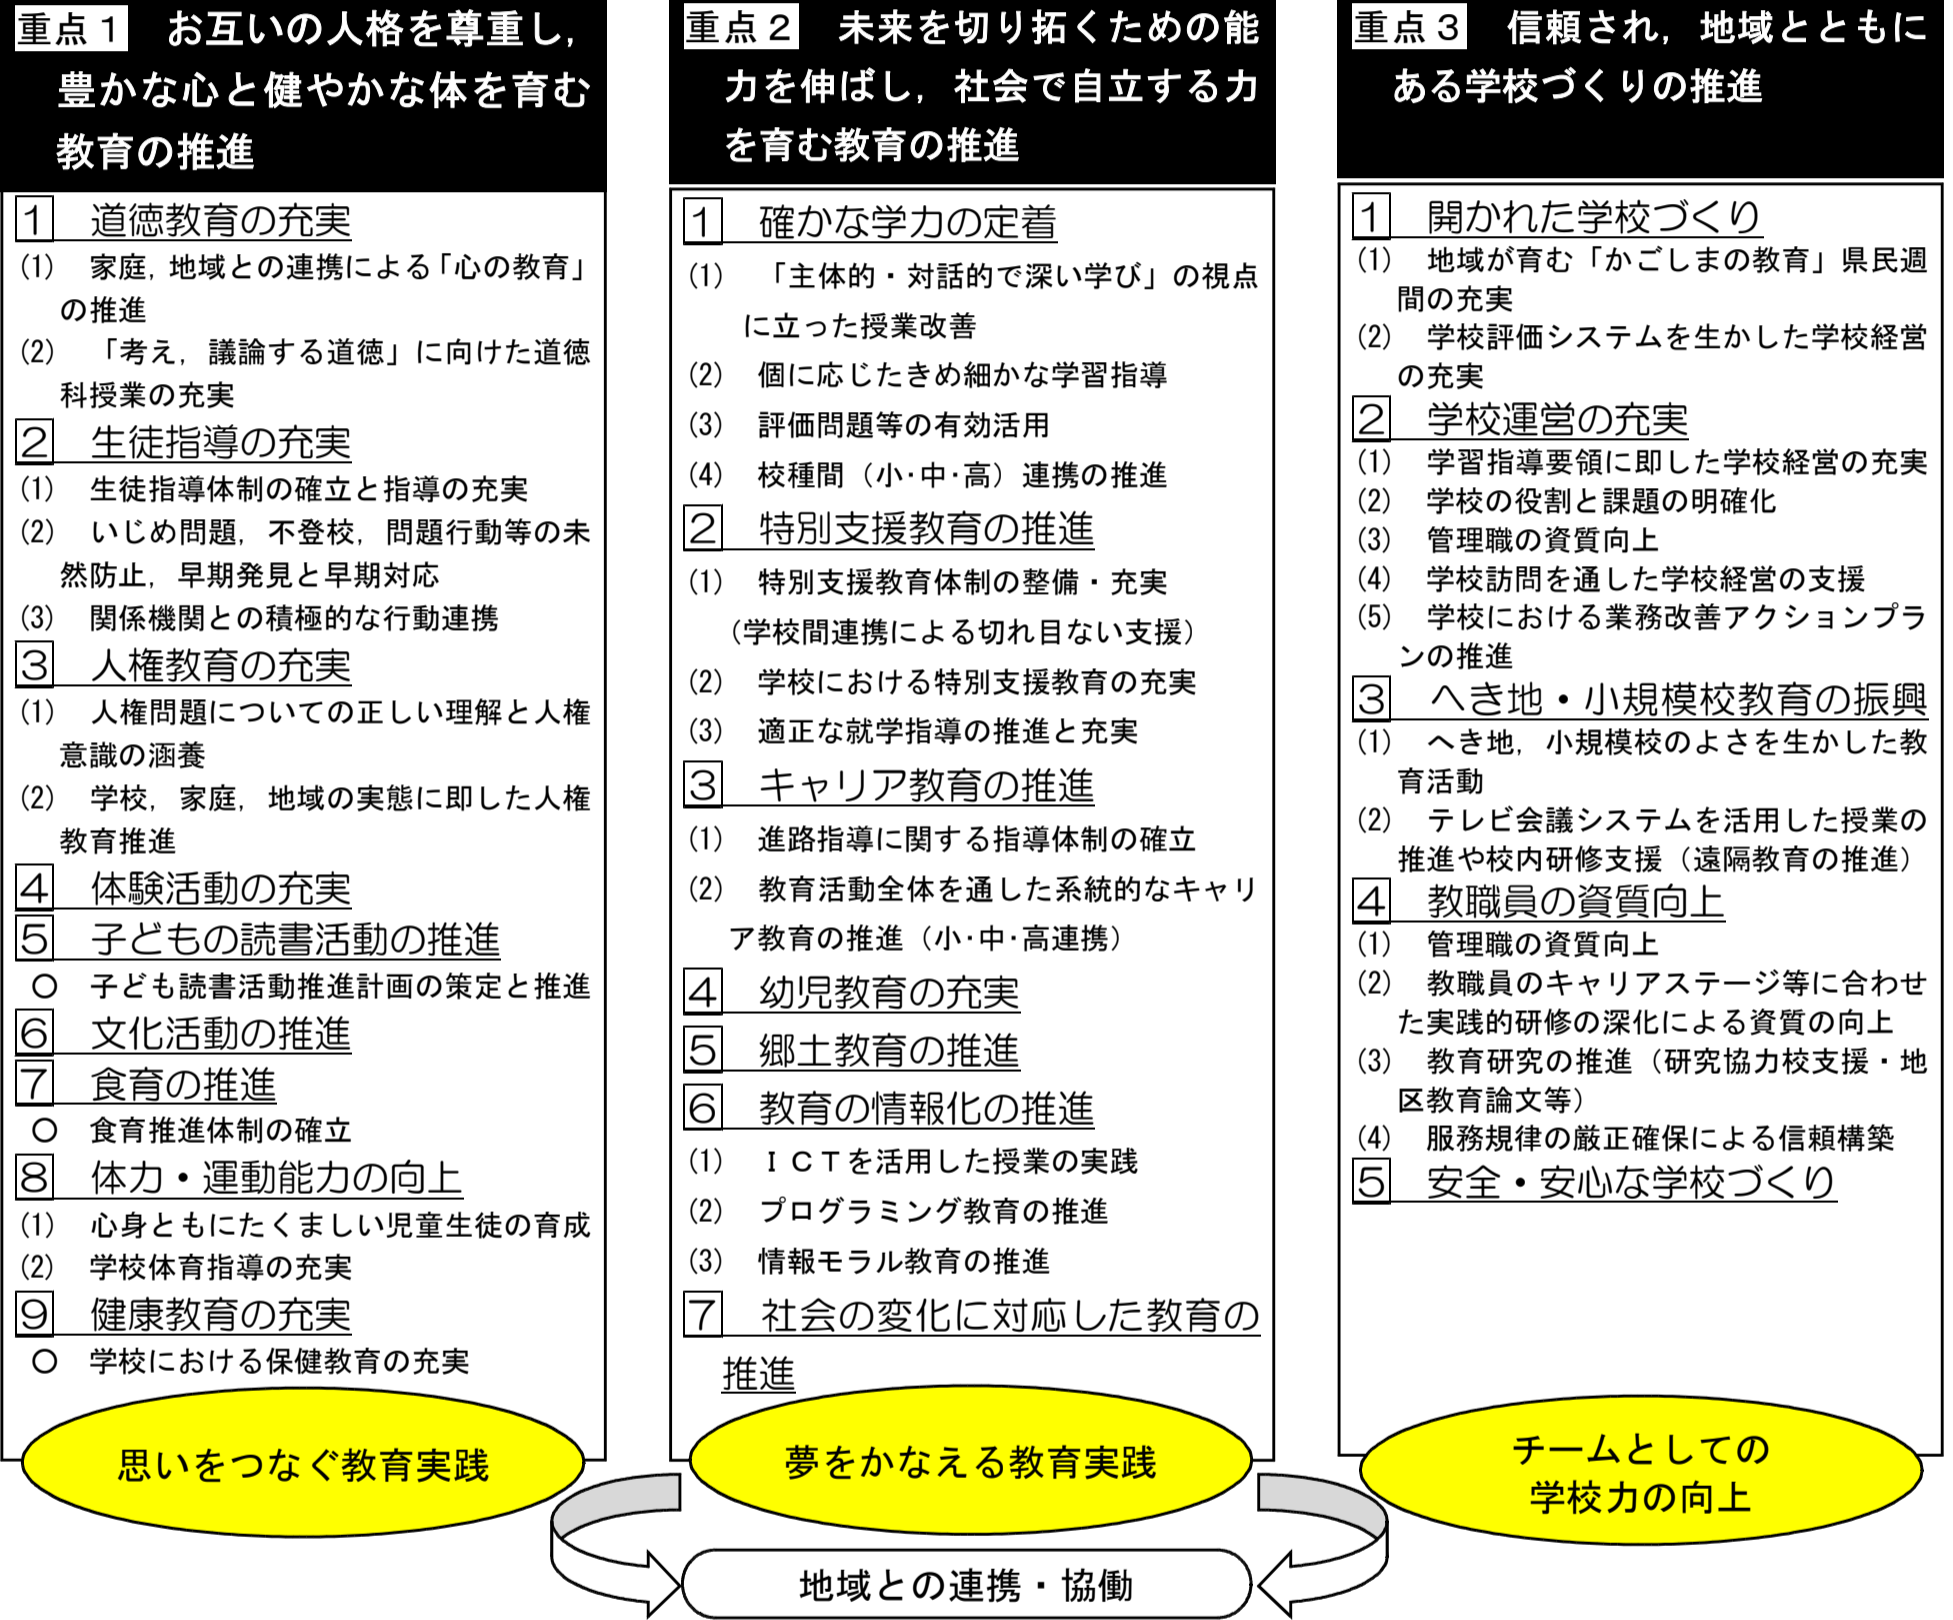 重点１　お互いの人格を尊重し，
豊かな心と健やかな体を育む
教育の推進
1　道徳教育の充実
(1)　家庭，地域との連携による「心の教育」
の推進
(2)　「考え，議論する道徳」に向けた道徳
科授業の充実
2　生徒指導の充実
(1)　生徒指導体制の確立と指導の充実
(2)　いじめ問題，不登校，問題行動等の未
然防止，早期発見と早期対応
(3)　関係機関との積極的な行動連携
3　人権教育の充実
(1)　人権問題についての正しい理解と人権
意識の涵養
(2)　学校，家庭，地域の実態に即した人権
教育推進
4　体験活動の充実
5　子どもの読書活動の推進
○　子ども読書活動推進計画の策定と推進
6　文化活動の推進
7　食育の推進
○　食育推進体制の確立
8　体力・運動能力の向上
(1)　心身ともにたくましい児童生徒の育成
(2)　学校体育指導の充実
9　健康教育の充実
○　学校における保健教育の充実
思いをつなぐ教育実践
重点２　未来を切り拓くための能
力を伸ばし，社会で自立する力
を育む教育の推進
1　確かな学力の定着
(1)　「主体的・対話的で深い学び」の視点
に立った授業改善
(2)　個に応じたきめ細かな学習指導
(3)　評価問題等の有効活用
(4)　校種間（小･中･高）連携の推進
2　特別支援教育の推進
(1)　特別支援教育体制の整備・充実
（学校間連携による切れ目ない支援）
(2)　学校における特別支援教育の充実
(3)　適正な就学指導の推進と充実
3　キャリア教育の推進
(1)　進路指導に関する指導体制の確立
(2)　教育活動全体を通した系統的なキャリ
ア教育の推進（小･中･高連携）
4　幼児教育の充実
5　郷土教育の推進
6　教育の情報化の推進
(1)　ＩＣＴを活用した授業の実践
(2)　プログラミング教育の推進
(3)　情報モラル教育の推進
7　社会の変化に対応した教育の
推進
夢をかなえる教育実践
重点３　信頼され，地域とともに
ある学校づくりの推進
1　開かれた学校づくり
(1)　地域が育む「かごしまの教育」県民週
間の充実
(2)　学校評価システムを生かした学校経営
の充実
2　学校運営の充実
(1)　学習指導要領に即した学校経営の充実
(2)　学校の役割と課題の明確化
(3)　管理職の資質向上
(4)　学校訪問を通した学校経営の支援
(5)　学校における業務改善アクションプラ
ンの推進
3　へき地・小規模校教育の振興
(1)　へき地，小規模校のよさを生かした教
育活動
(2)　テレビ会議システムを活用した授業の
推進や校内研修支援（遠隔教育の推進）
4　教職員の資質向上
(1)　管理職の資質向上
(2)　教職員のキャリアステージ等に合わせ
た実践的研修の深化による資質の向上
(3)　教育研究の推進（研究協力校支援・地
区教育論文等）
(4)　服務規律の厳正確保による信頼構築
5　安全・安心な学校づくり
チームとしての
学校力の向上
地域との連携・協働